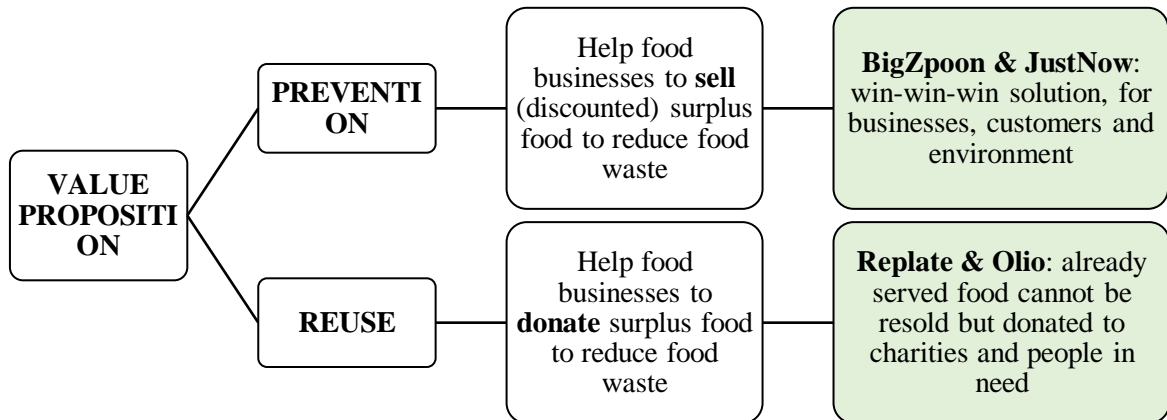 VALUE
PROPOSITI
ON
PREVENTI
ON
Help food
businesses to sell
(discounted) surplus
food to reduce food
waste
BigZpoon & JustNow:
win-win-win solution, for
businesses, customers and
environment
REUSE
Help food
businesses to
donate surplus food
to reduce food
waste
Replate & Olio: already
served food cannot be
resold but donated to
charities and people in
need